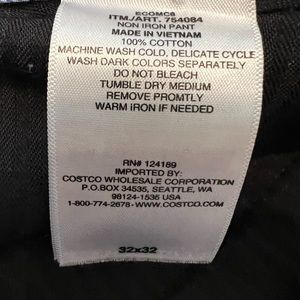 ECOMC8
ITM./ART. 754084
NON IRON PANT
MADE IN VIETNAM
100% COTTON
MACHINE WASH COLD, DELICATE CYCLE
WASH DARK COLORS SEPARATELY
DO NOT BLEACH
TUMBLE DRY MEDIUM
REMOVE PROMTLY
WARM IRON IF NEEDED
RN# 124189
IMPORTED BY:
COSTCO WHOLESALE CORPORATION
P.O.BOX 34535, SEATTLE, WA
98124-1535 USA
1-800-774-2678 - WWW.COSTCO.COM
32x32